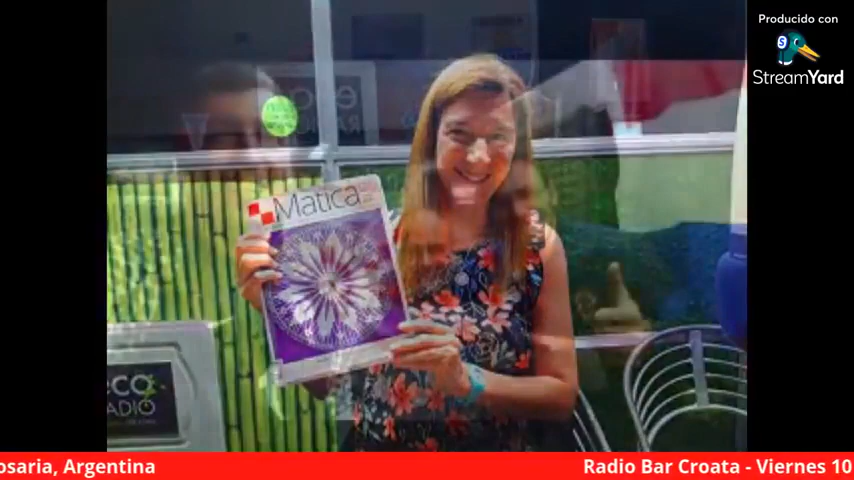 Producido con
StreamYard
Matica
eco
RADIO
osaria, Argentina
Radio Bar Croata - Viernes 10